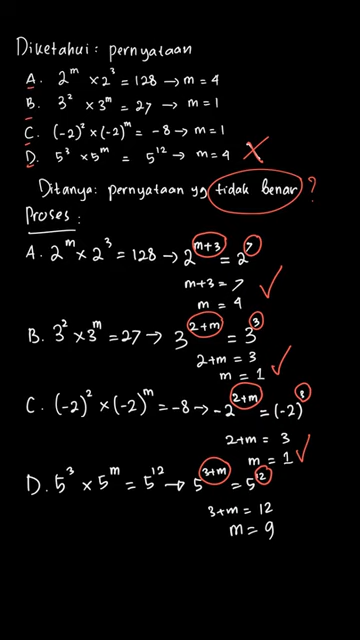 Diketahui: pernyataan
A. 2^m × 2^3 = 128 → m = 4
B. 3^2 × 3^m = 27 → m = 1
C. (-2)^2 × (-2)^m = -8 → m = 1
D. 5^3 × 5^m = 5^12 → m = 4 X
Ditanya: pernyataan yg tidak benar ?
Proses:
A. 2^m × 2^3 = 128 → 2^(m+3) = 2^7
m+3 = 7
m = 4 ✓
B. 3^2 × 3^m = 27 → 3^(2+m) = 3^3
2+m = 3
m = 1 ✓
C. (-2)^2 × (-2)^m = -8 → -2^(2+m) = (-2)^3
2+m = 3
m = 1 ✓
D. 5^3 × 5^m = 5^12 → 5^(3+m) = 5^12
3+m = 12
m = 9